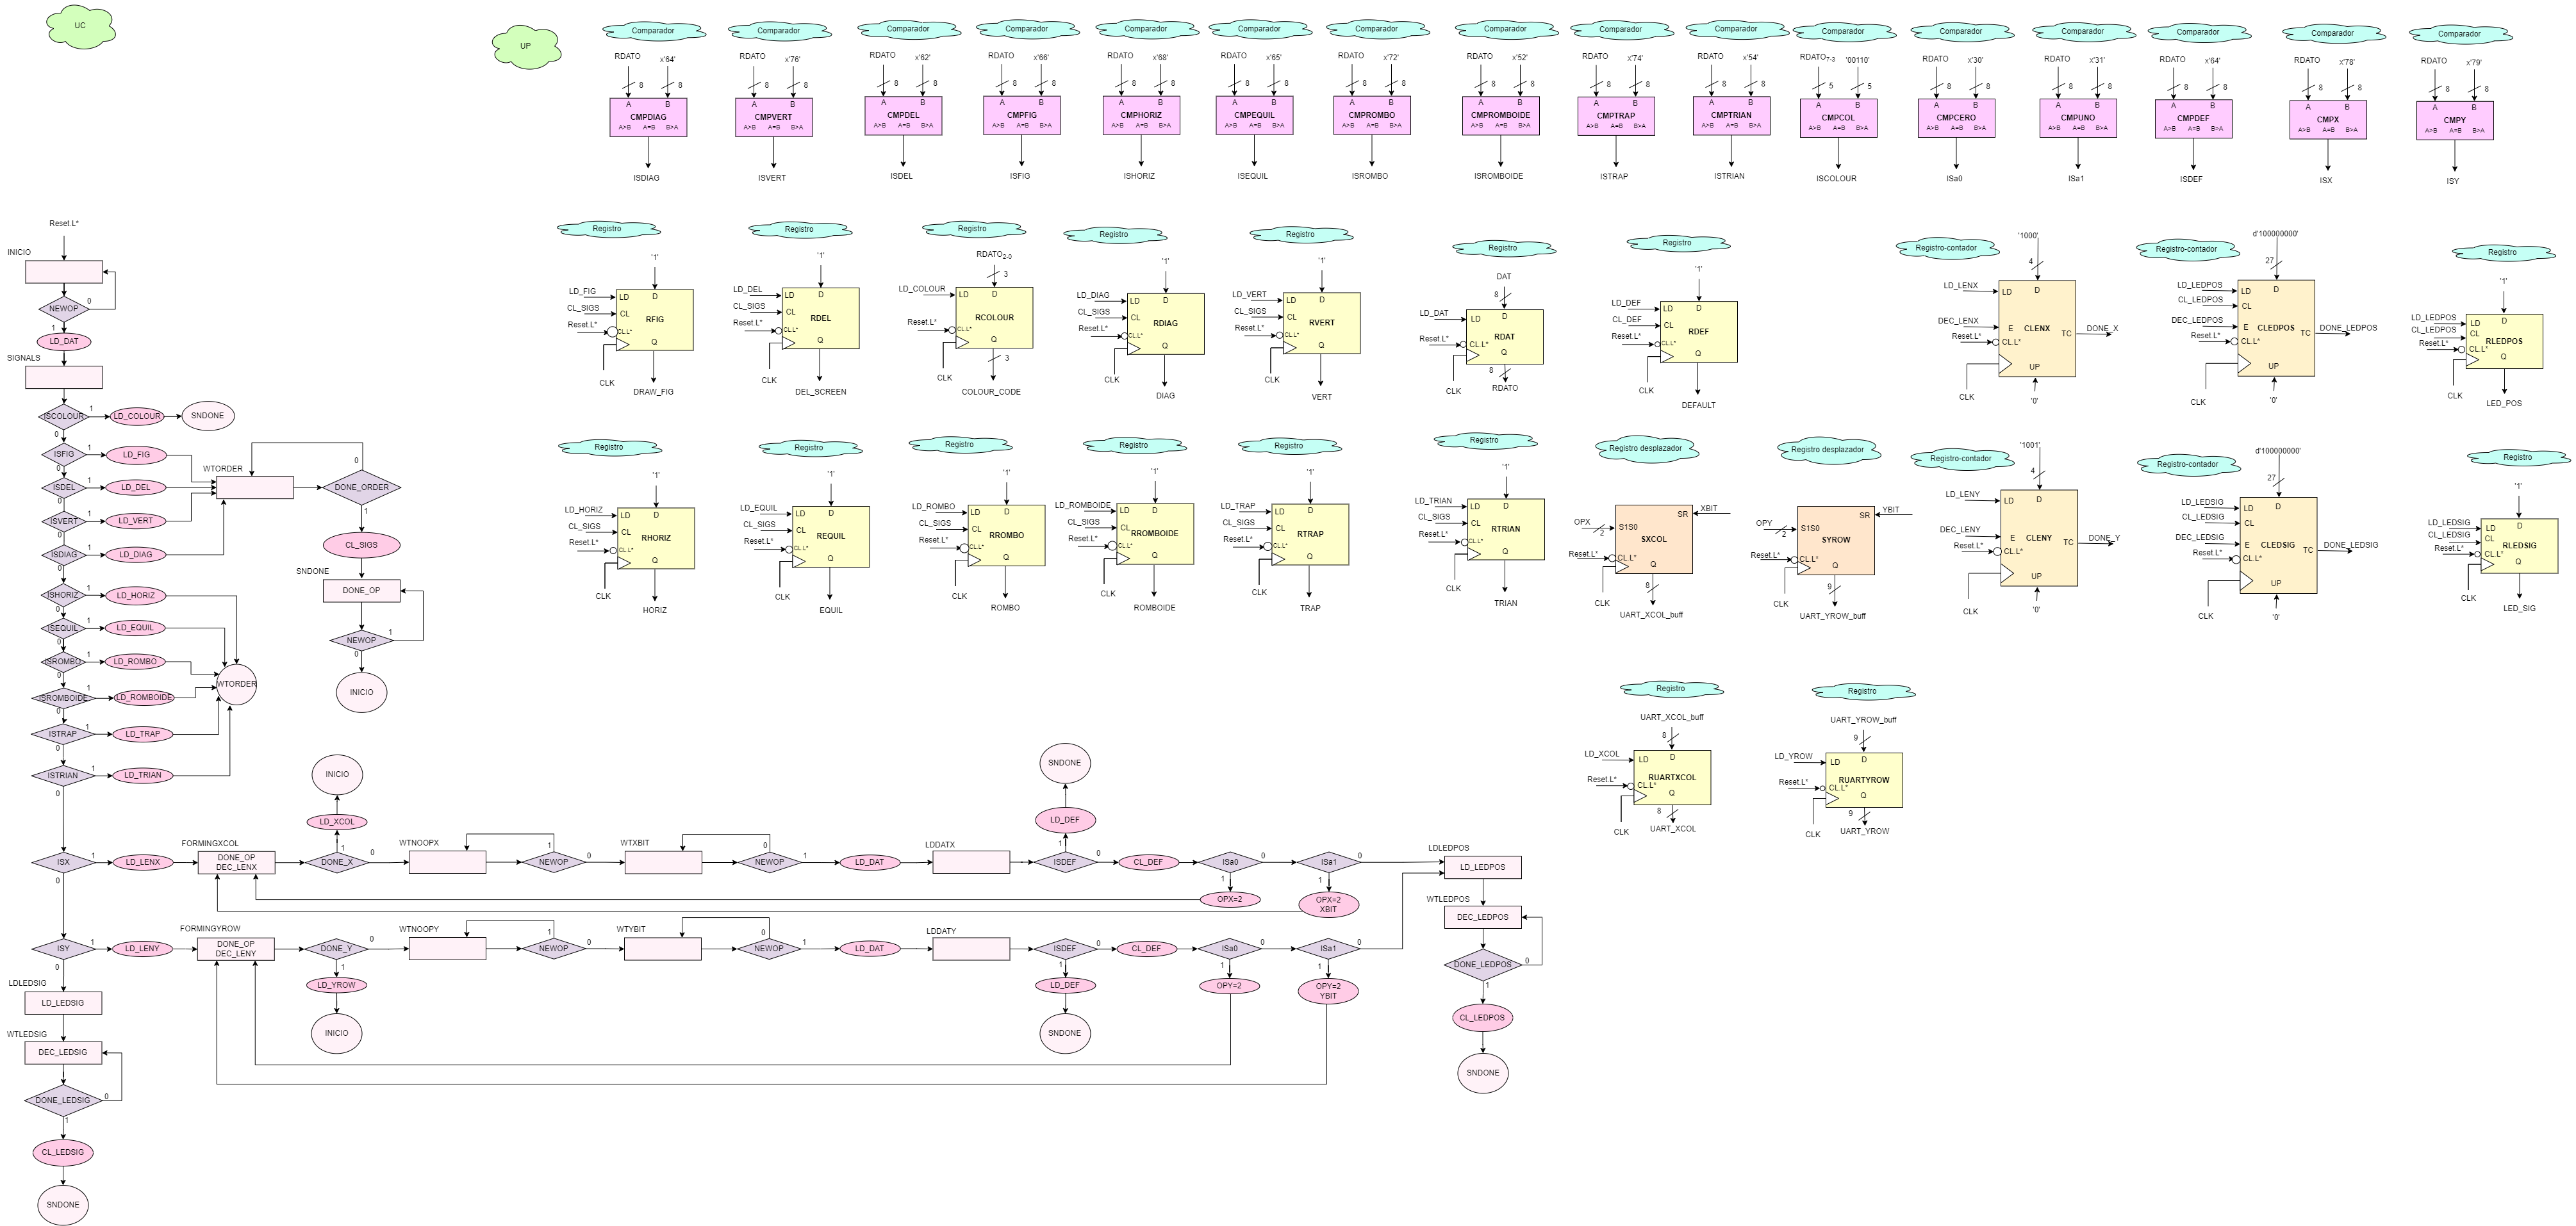 UC
UP
Comparador
RDATO x'64'
8 8
A B
CMPDIAG
A>B A=B B>A
ISDIAG
Comparador
RDATO x'76'
8 8
A B
CMPVERT
A>B A=B B>A
ISVERT
Comparador
RDATO x'62'
8 8
A B
CMPDEL
A>B A=B B>A
ISDEL
Comparador
RDATO x'66'
8 8
A B
CMPFIG
A>B A=B B>A
ISFIG
Comparador
RDATO x'68'
8 8
A B
CMPHORIZ
A>B A=B B>A
ISHORIZ
Comparador
RDATO x'65'
8 8
A B
CMPEQUIL
A>B A=B B>A
ISEQUIL
Comparador
RDATO x'72'
8 8
A B
CMPROMBO
A>B A=B B>A
ISROMBO
Comparador
RDATO x'52'
8 8
A B
CMPROMBOIDE
A>B A=B B>A
ISROMBOIDE
Comparador
RDATO x'74'
8 8
A B
CMPTRAP
A>B A=B B>A
ISTRAP
Comparador
RDATO x'54'
8 8
A B
CMPTRIAN
A>B A=B B>A
ISTRIAN
Comparador
RDATO7-3 '00110'
5 5
A B
CMPCOL
A>B A=B B>A
ISCOLOUR
Comparador
RDATO x'30'
8 8
A B
CMPCERO
A>B A=B B>A
ISa0
Comparador
RDATO x'31'
8 8
A B
CMPUNO
A>B A=B B>A
ISa1
Comparador
RDATO x'64'
8 8
A B
CMPDEF
A>B A=B B>A
ISDEF
Comparador
RDATO x'78'
8 8
A B
CMPX
A>B A=B B>A
ISX
Comparador
RDATO x'79'
8 8
A B
CMPY
A>B A=B B>A
ISY
Registro
'1'
LD_FIG LD D
CL_SIGS CL
RFIG
Reset.L* CL.L*
Q
CLK
DRAW_FIG
Registro
'1'
LD_DEL LD D
CL_SIGS CL
RDEL
Reset.L* CL.L*
Q
CLK
DEL_SCREEN
Registro
RDATO2-0
3
LD_COLOUR LD D
RCOLOUR
Reset.L* CL.L*
Q
3
CLK
COLOUR_CODE
Registro
'1'
LD_DIAG LD D
CL_SIGS CL
RDIAG
Reset.L* CL.L*
Q
CLK
DIAG
Registro
'1'
LD_VERT LD D
CL_SIGS CL
RVERT
Reset.L* CL.L*
Q
CLK
VERT
Registro
DAT
8
LD_DAT LD D
RDAT
Reset.L* CL.L*
Q
8
CLK
RDATO
Registro
'1'
LD_DEF LD D
CL_DEF CL
RDEF
Reset.L* CL.L*
Q
CLK
DEFAULT
Registro-contador
'1000'
4
LD_LENX LD D
DEC_LENX E CLENX
TC DONE_X
Reset.L* CL.L*
UP
CLK
'0'
Registro-contador
d'100000000'
27
LD_LEDPOS LD D
CL_LEDPOS CL
DEC_LEDPOS E CLEDPOS
TC DONE_LEDPOS
Reset.L* CL.L*
UP
CLK
'0'
Registro
'1'
LD_LEDPOS LD D
CL_LEDPOS CL
RLEDPOS
Reset.L* CL.L*
Q
CLK
LED_POS
Registro
'1'
LD_HORIZ LD D
CL_SIGS CL
RHORIZ
Reset.L* CL.L*
Q
CLK
HORIZ
Registro
'1'
LD_EQUIL LD D
CL_SIGS CL
REQUIL
Reset.L* CL.L*
Q
CLK
EQUIL
Registro
'1'
LD_ROMBO LD D
CL_SIGS CL
RROMBO
Reset.L* CL.L*
Q
CLK
ROMBO
Registro
'1'
LD_ROMBOIDE LD D
CL_SIGS CL
RROMBOIDE
Reset.L* CL.L*
Q
CLK
ROMBOIDE
Registro
'1'
LD_TRAP LD D
CL_SIGS CL
RTRAP
Reset.L* CL.L*
Q
CLK
TRAP
Registro
'1'
LD_TRIAN LD D
CL_SIGS CL
RTRIAN
Reset.L* CL.L*
Q
CLK
TRIAN
Registro desplazador
SR XBIT
OPX 2 S1S0
SXCOL
Reset.L* CL.L*
Q
8
CLK
UART_XCOL_buff
Registro desplazador
SR YBIT
OPY 2 S1S0
SYROW
Reset.L* CL.L*
Q
9
CLK
UART_YROW_buff
Registro-contador
'1001'
4
LD_LENY LD D
DEC_LENY E CLENY
TC DONE_Y
Reset.L* CL.L*
UP
CLK
'0'
Registro-contador
d'100000000'
27
LD_LEDSIG LD D
CL_LEDSIG CL
DEC_LEDSIG E CLEDSIG
TC DONE_LEDSIG
Reset.L* CL.L*
UP
CLK
'0'
Registro
'1'
LD_LEDSIG LD D
CL_LEDSIG CL
RLEDSIG
Reset.L* CL.L*
Q
CLK
LED_SIG
Registro
UART_XCOL_buff
8
LD_XCOL LD D
RUARTXCOL
Reset.L* CL.L*
Q
8
CLK
UART_XCOL
Registro
UART_YROW_buff
9
LD_YROW LD D
RUARTYROW
Reset.L* CL.L*
Q
9
CLK
UART_YROW
Reset.L*
INICIO
NEWOP 0
1
LD_DAT
SIGNALS
ISCOLOUR 1 LD_COLOUR SNDONE
0
ISFIG 1 LD_FIG
0
ISDEL 1 LD_DEL
0
ISVERT 1 LD_VERT
0
ISDIAG 1 LD_DIAG
0
WTORDER
0
DONE_ORDER
1
CL_SIGS
SNDONE
DONE_OP
NEWOP 1
0
INICIO
ISHORIZ 1 LD_HORIZ
0
ISEQUIL 1 LD_EQUIL
0
ISROMBO 1 LD_ROMBO
0
WTORDER
ISROMBOIDE 1 LD_ROMBOIDE
0
ISTRAP 1 LD_TRAP
0
ISTRIAN 1 LD_TRIAN
0
INICIO
LD_XCOL
1
SNDONE
LD_DEF
1
ISX 1 LD_LENX
0
FORMINGXCOL
DONE_OP
DEC_LENX
DONE_X 0
WTNOOPX
NEWOP 1 0
WTXBIT
NEWOP 0 1
LD_DAT
LDDATX
ISDEF 0
CL_DEF
ISa0 0
1
OPX=2
ISa1 0
1
OPX=2
XBIT
LDLEDPOS
LD_LEDPOS
WTLEDPOS
DEC_LEDPOS
DONE_LEDPOS 0
1
CL_LEDPOS
SNDONE
ISY 1 LD_LENY
0
FORMINGYROW
DONE_OP
DEC_LENY
DONE_Y 0
1
LD_YROW
INICIO
WTNOOPY
NEWOP 1 0
WTYBIT
NEWOP 0 1
LD_DAT
LDDATY
ISDEF 0
1
LD_DEF
SNDONE
CL_DEF
ISa0 0
1
OPY=2
ISa1 0
1
OPY=2
YBIT
LDLEDSIG
LD_LEDSIG
WTLEDSIG
DEC_LEDSIG
DONE_LEDSIG 0
1
CL_LEDSIG
SNDONE